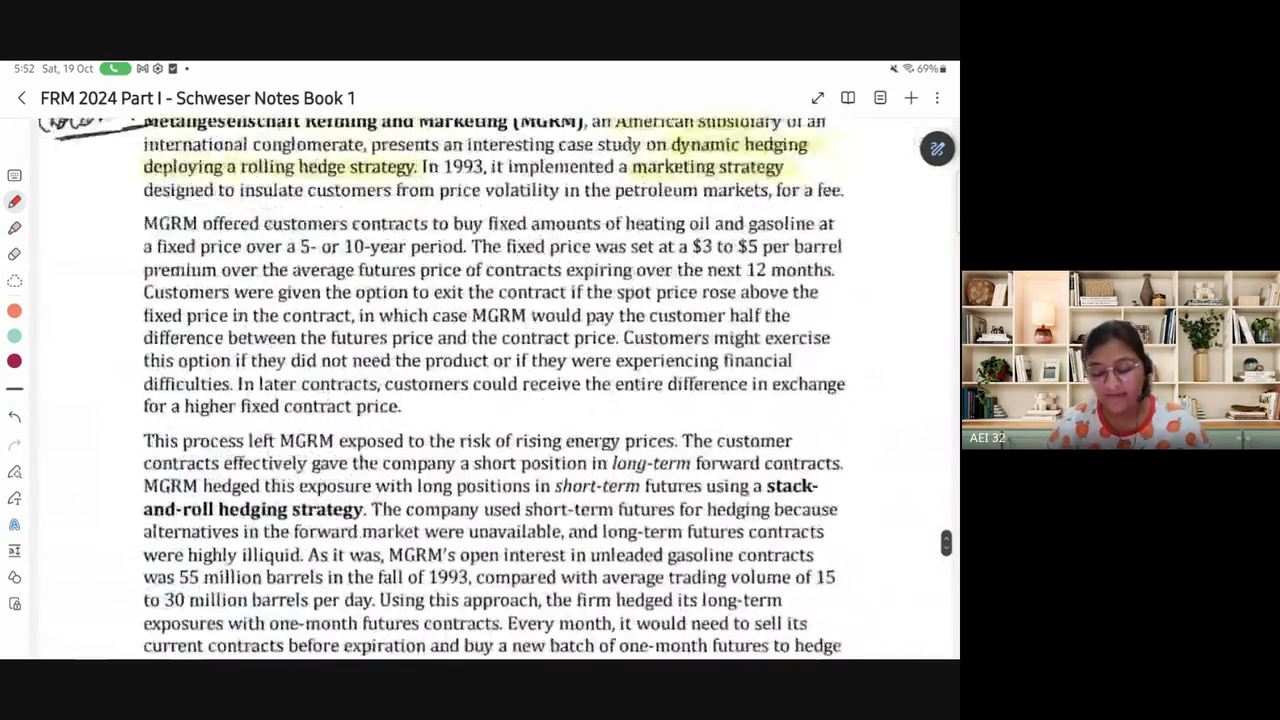 5:52 Sat, 19 Oct
69%
FRM 2024 Part I - Schweser Notes Book 1
Metallgesellschaft Refining and Marketing (MGRM), an American subsidiary of an
international conglomerate, presents an interesting case study on dynamic hedging
deploying a rolling hedge strategy. In 1993, it implemented a marketing strategy
designed to insulate customers from price volatility in the petroleum markets, for a fee.
MGRM offered customers contracts to buy fixed amounts of heating oil and gasoline at
a fixed price over a 5- or 10-year period. The fixed price was set at a $3 to $5 per barrel
premium over the average futures price of contracts expiring over the next 12 months.
Customers were given the option to exit the contract if the spot price rose above the
fixed price in the contract, in which case MGRM would pay the customer half the
difference between the futures price and the contract price. Customers might exercise
this option if they did not need the product or if they were experiencing financial
difficulties. In later contracts, customers could receive the entire difference in exchange
for a higher fixed contract price.
This process left MGRM exposed to the risk of rising energy prices. The customer
contracts effectively gave the company a short position in long-term forward contracts.
MGRM hedged this exposure with long positions in short-term futures using a stack-
and-roll hedging strategy. The company used short-term futures for hedging because
alternatives in the forward market were unavailable, and long-term futures contracts
were highly illiquid. As it was, MGRM's open interest in unleaded gasoline contracts
was 55 million barrels in the fall of 1993, compared with average trading volume of 15
to 30 million barrels per day. Using this approach, the firm hedged its long-term
exposures with one-month futures contracts. Every month, it would need to sell its
current contracts before expiration and buy a new batch of one-month futures to hedge
AEI 32